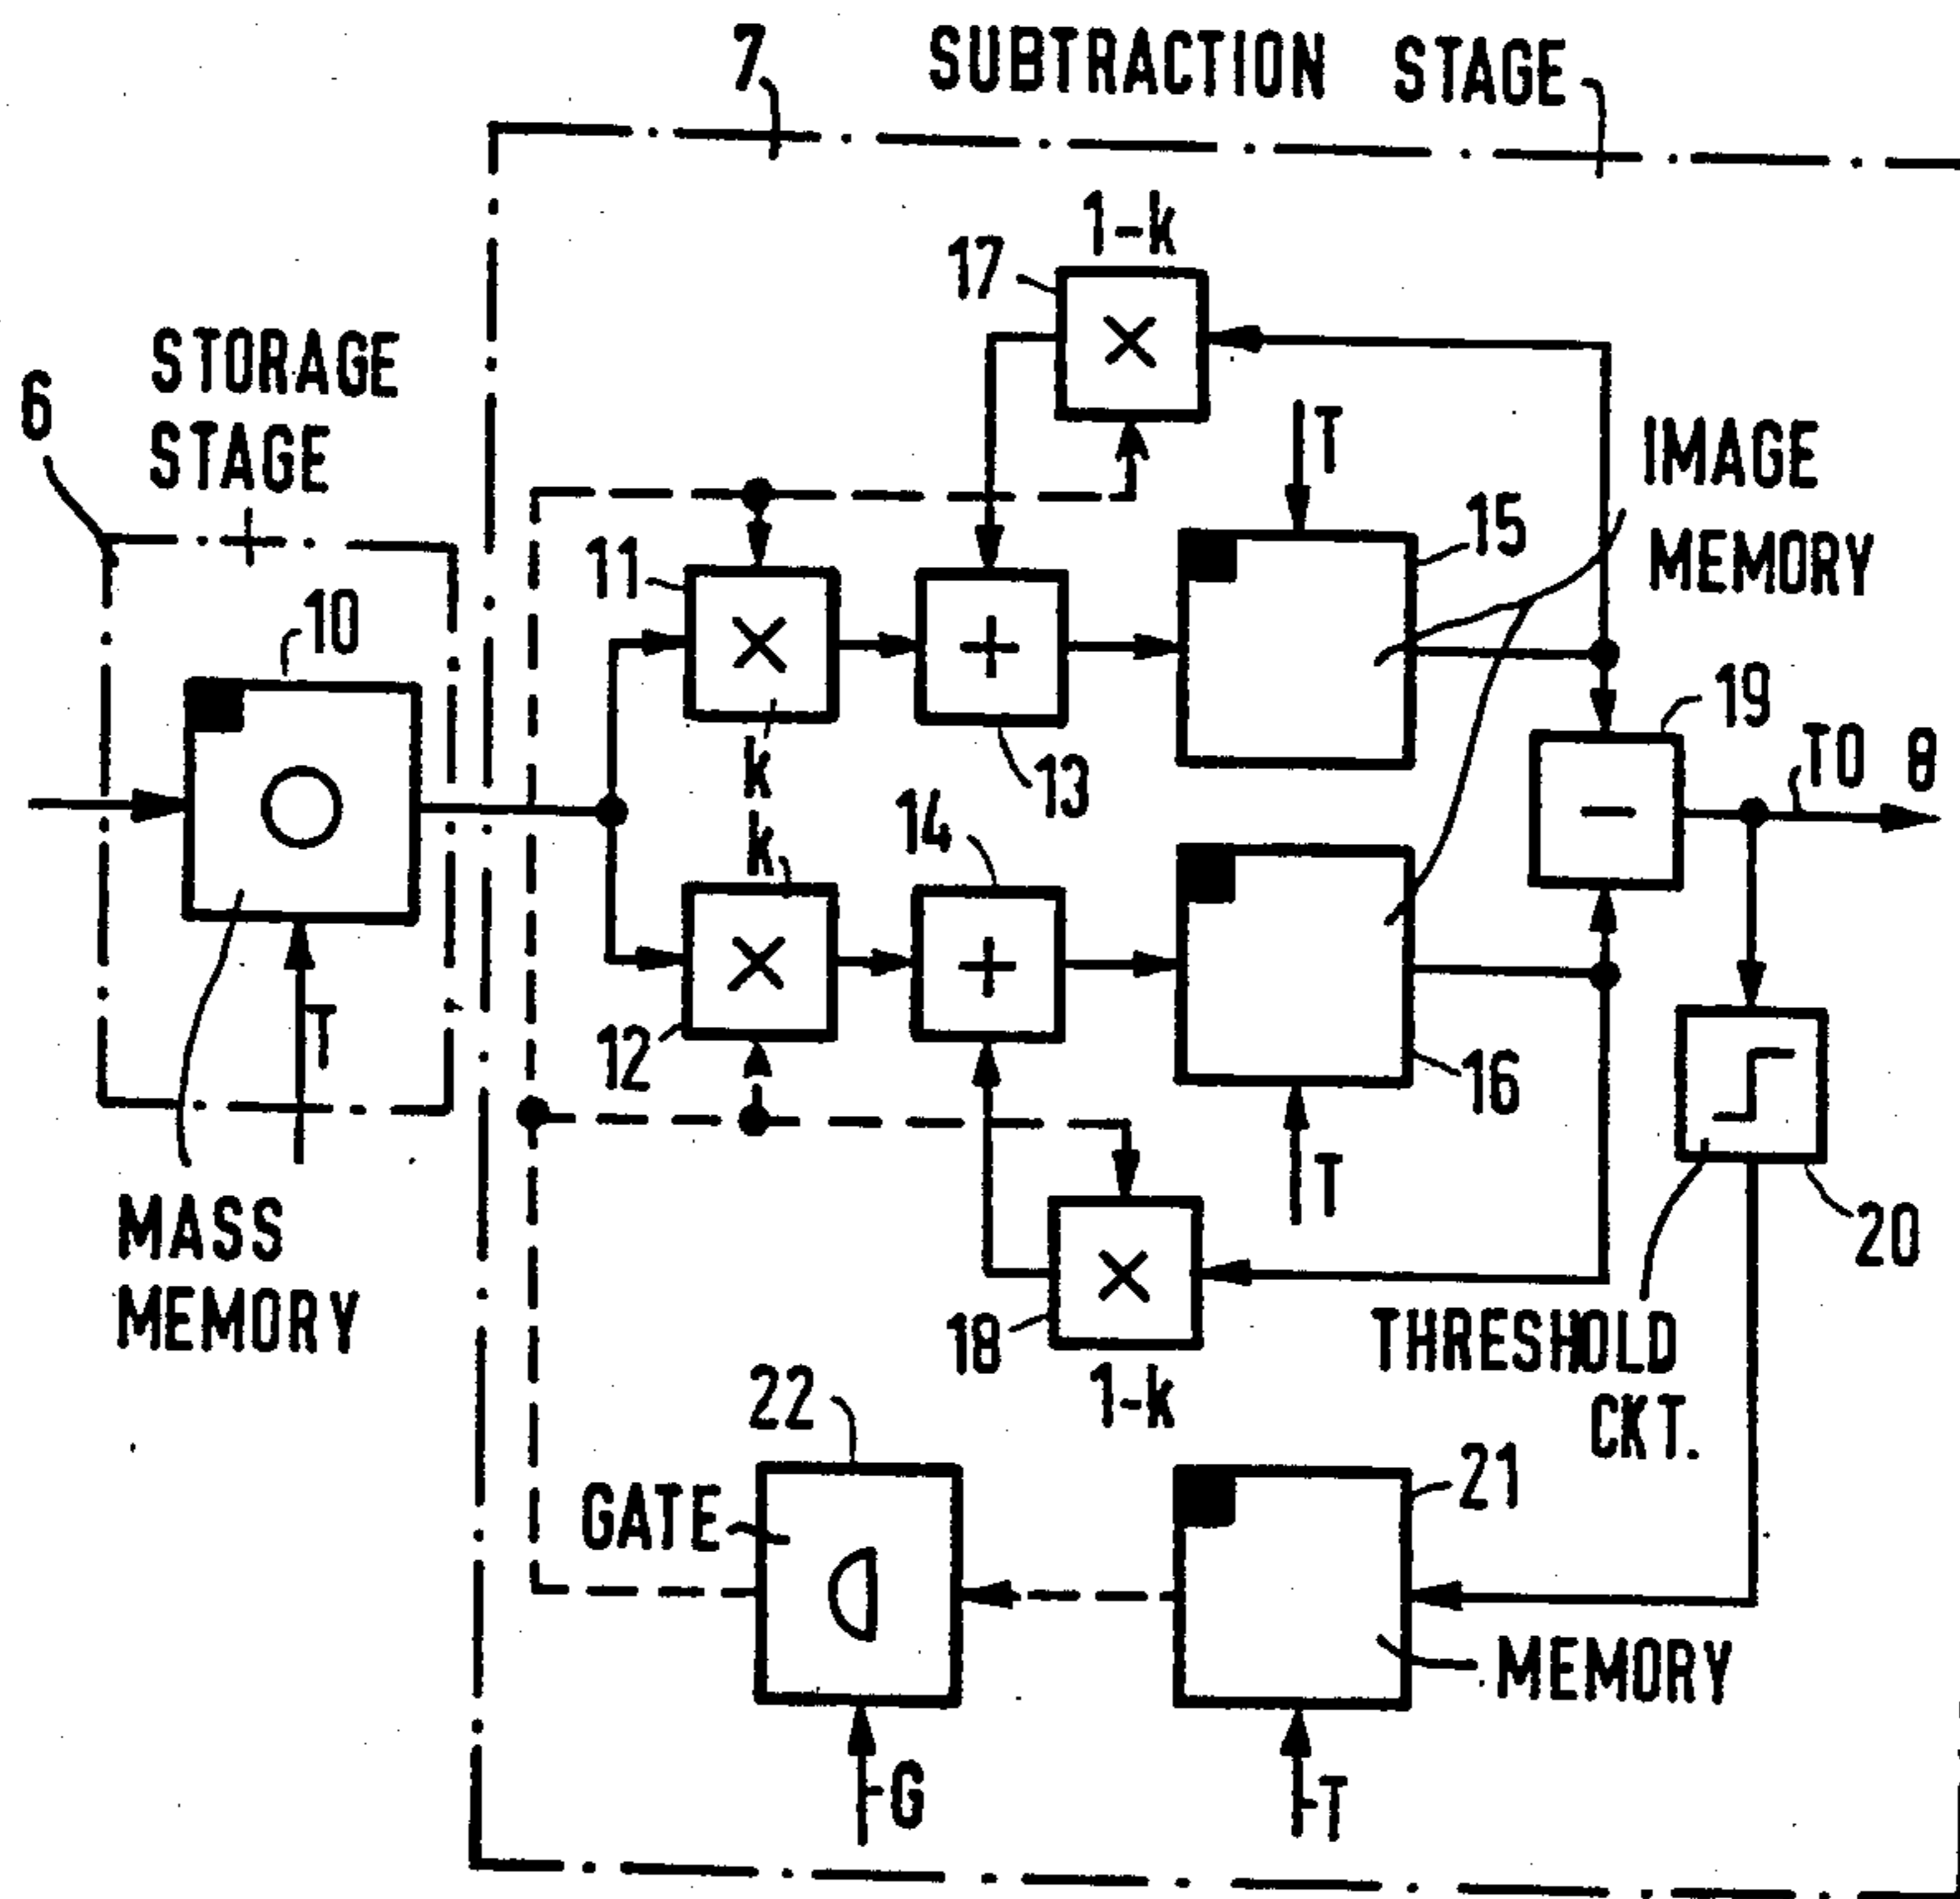 7 SUBTRACTION STAGE
1-k
17
STORAGE
STAGE
6
T
IMAGE
MEMORY
15
11
10
k
13
19
TO 8
k
14
12
T
16
T
20
MASS
MEMORY
18
1-k
THRESHOLD
CKT.
22
21
GATE
MEMORY
G
T